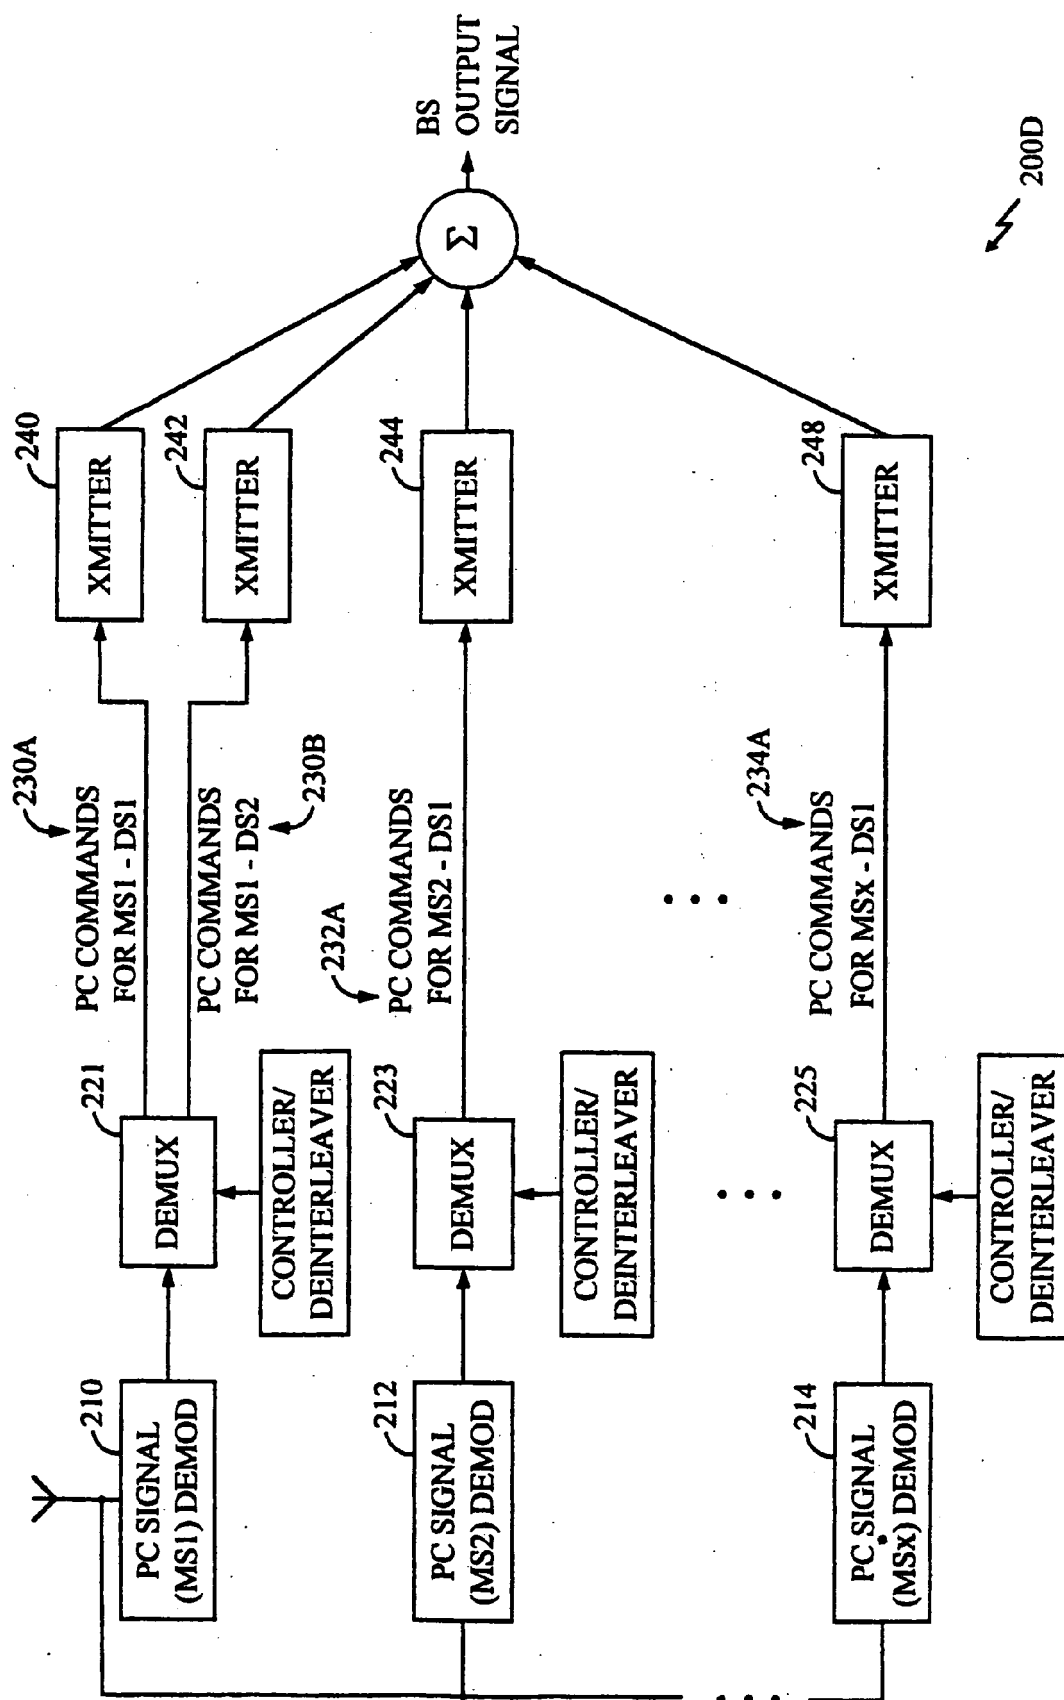 210
PC SIGNAL
(MS1) DEMOD
221
DEMUX
CONTROLLER/
DEINTERLEAVER
230A
PC COMMANDS
FOR MS1 - DS1
PC COMMANDS
FOR MS1 - DS2
230B
240
XMITTER
242
XMITTER
212
PC SIGNAL
(MS2) DEMOD
223
DEMUX
CONTROLLER/
DEINTERLEAVER
232A
PC COMMANDS
FOR MS2 - DS1
244
XMITTER
Σ
BS
OUTPUT
SIGNAL
214
PC SIGNAL
(MSx) DEMOD
225
DEMUX
CONTROLLER/
DEINTERLEAVER
234A
PC COMMANDS
FOR MSx - DS1
248
XMITTER
200D